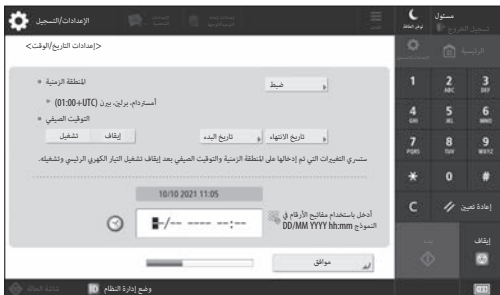 الإعدادات/التسجيل
مسئول
تسجيل الخروج
توفير الطاقة
<إعدادات التاريخ/الوقت>
الرئيسية
المنطقة الزمنية
ضبط
أمستردام، برلين، بيرن (UTC+01:00)
التوقيت الصيفي
إيقاف
تشغيل
تاريخ البدء
تاريخ الانتهاء
ستسري التغييرات التي تم إدخالها على المنطقة الزمنية والتوقيت الصيفي بعد إيقاف تشغيل التيار الكهربي الرئيسي وتشغيله.
10/10 2021 11:05
أدخل باستخدام مفاتيح الأرقام في
النموذج DD/MM YYYY hh:mm
--/-- ---- --:--
موافق
وضع إدارة النظام
شاشة الحالة
1
2 ABC
3 DEF
4 GHI
5 JKL
6 MNO
7 PQRS
8 TUV
9 WXYZ
* 0 #
C
إعادة تعيين
بدء
إيقاف